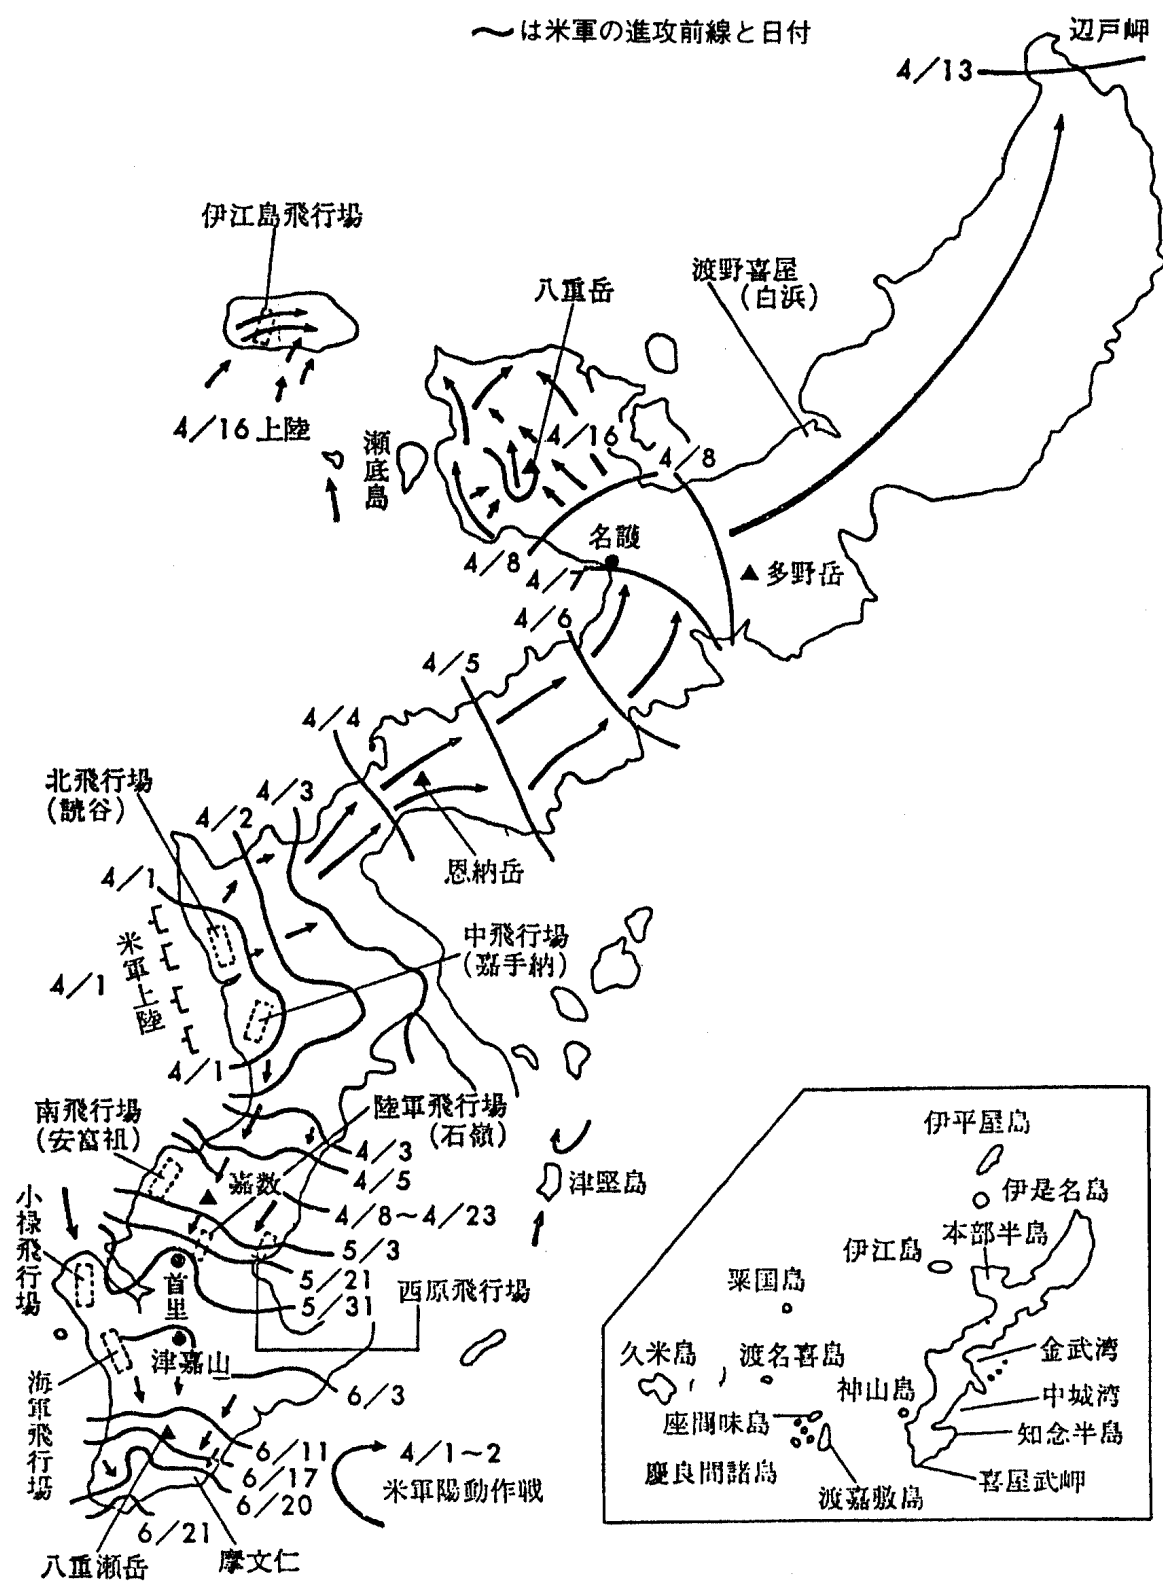 〜は米軍の進攻前線と日付
辺戸岬
4/13
伊江島飛行場
八重岳
渡野喜屋
(白浜)
4/16上陸
瀬底島
4/16
4/8
4/8
名護
4/7
多野岳
4/6
4/5
4/4
北飛行場
(読谷)
4/3
4/2
恩納岳
4/1
中飛行場
(嘉手納)
4/1
米軍上陸
4/1
南飛行場
(安富祖)
陸軍飛行場
(石嶺)
4/3
4/5
嘉数
津堅島
4/8〜4/23
小禄飛行場
5/3
5/21
5/31
首里
西原飛行場
津嘉山
海軍飛行場
6/3
6/11
6/17
6/20
6/21
4/1〜2
米軍陽動作戦
八重瀬岳
摩文仁
伊平屋島
伊是名島
本部半島
伊江島
粟国島
久米島
渡名喜島
金武湾
神山島
中城湾
座間味島
知念半島
慶良間諸島
喜屋武岬
渡嘉敷島